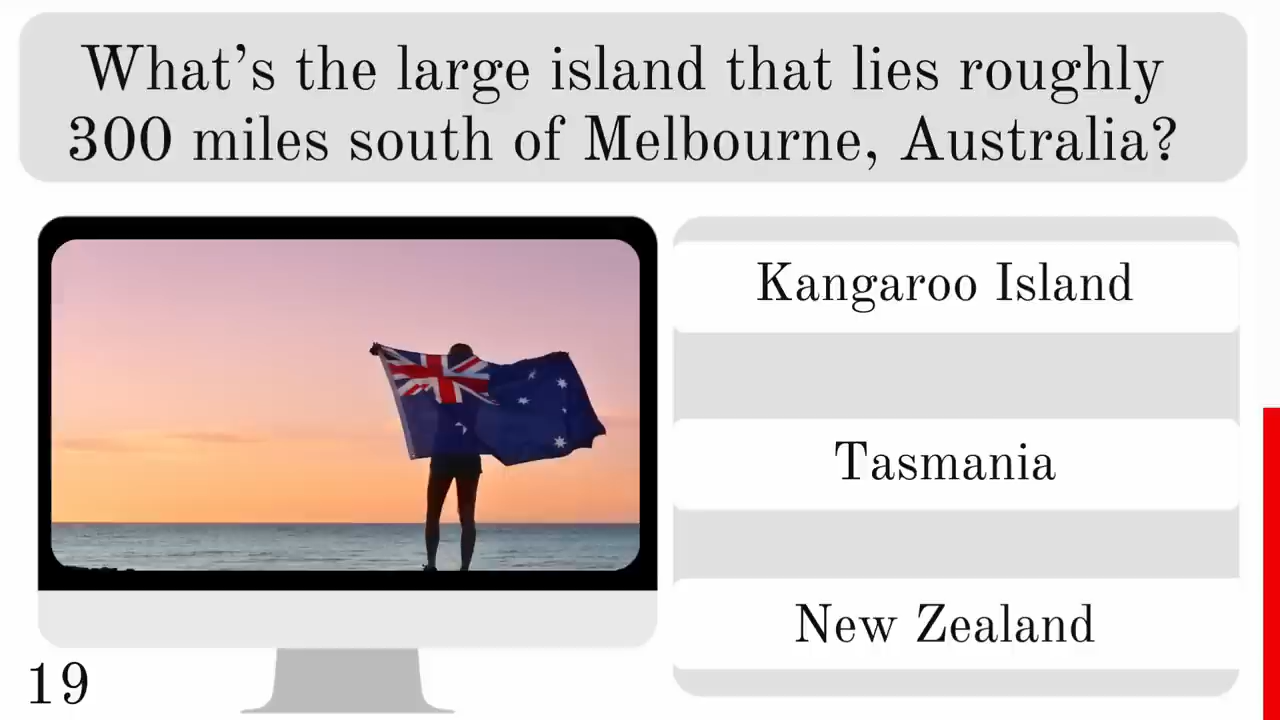 What’s the large island that lies roughly
300 miles south of Melbourne, Australia?
Kangaroo Island
Tasmania
New Zealand
19